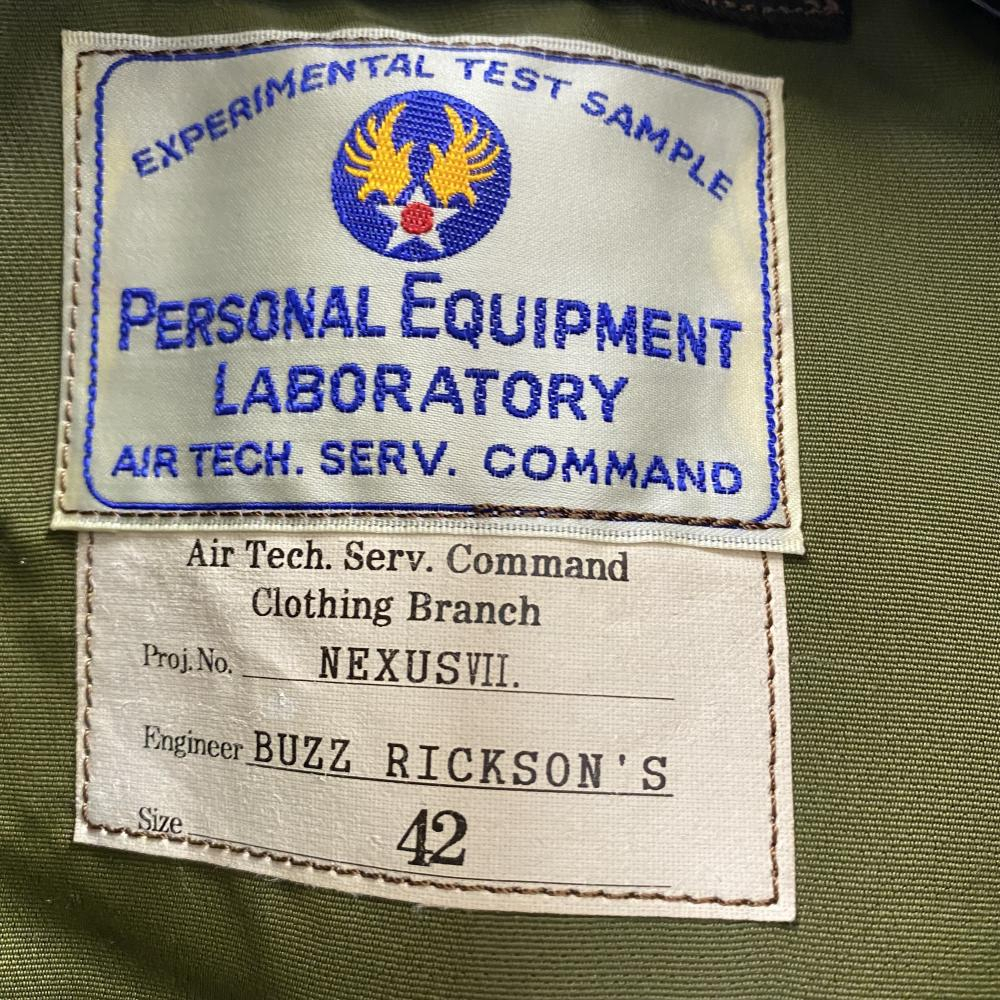 EXPERIMENTAL TEST SAMPLE
PERSONAL EQUIPMENT
LABORATORY
AIR TECH. SERV. COMMAND
Air Tech. Serv. Command
Clothing Branch
Proj. No. NEXUSVII.
Engineer BUZZ RICKSON'S
Size 42